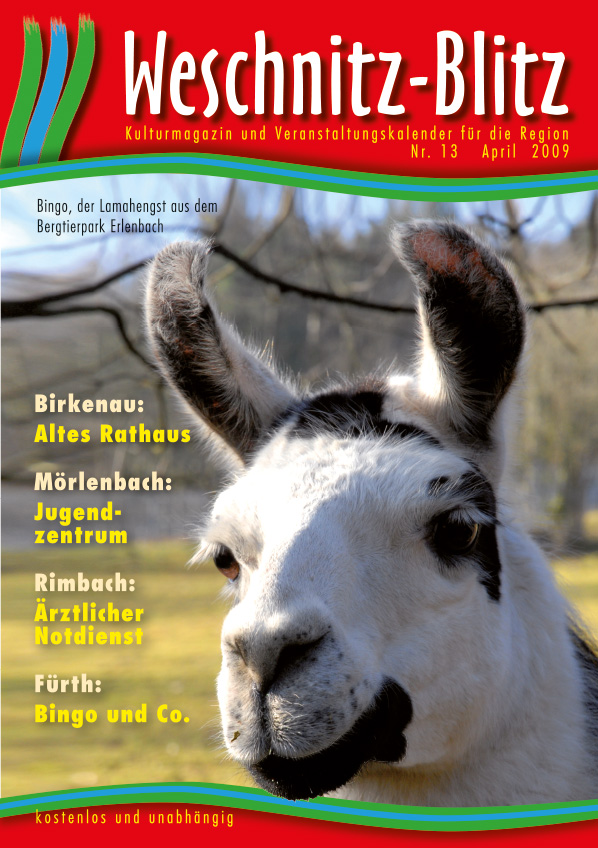 Weschnitz-Blitz
Kulturmagazin und Veranstaltungskalender für die Region
Nr. 13 April 2009
Bingo, der Lamahengst aus dem
Bergtierpark Erlenbach
Birkenau:
Altes Rathaus
Mörlenbach:
Jugend-
zentrum
Rimbach:
Ärztlicher
Notdienst
Fürth:
Bingo und Co.
kostenlos und unabhängig